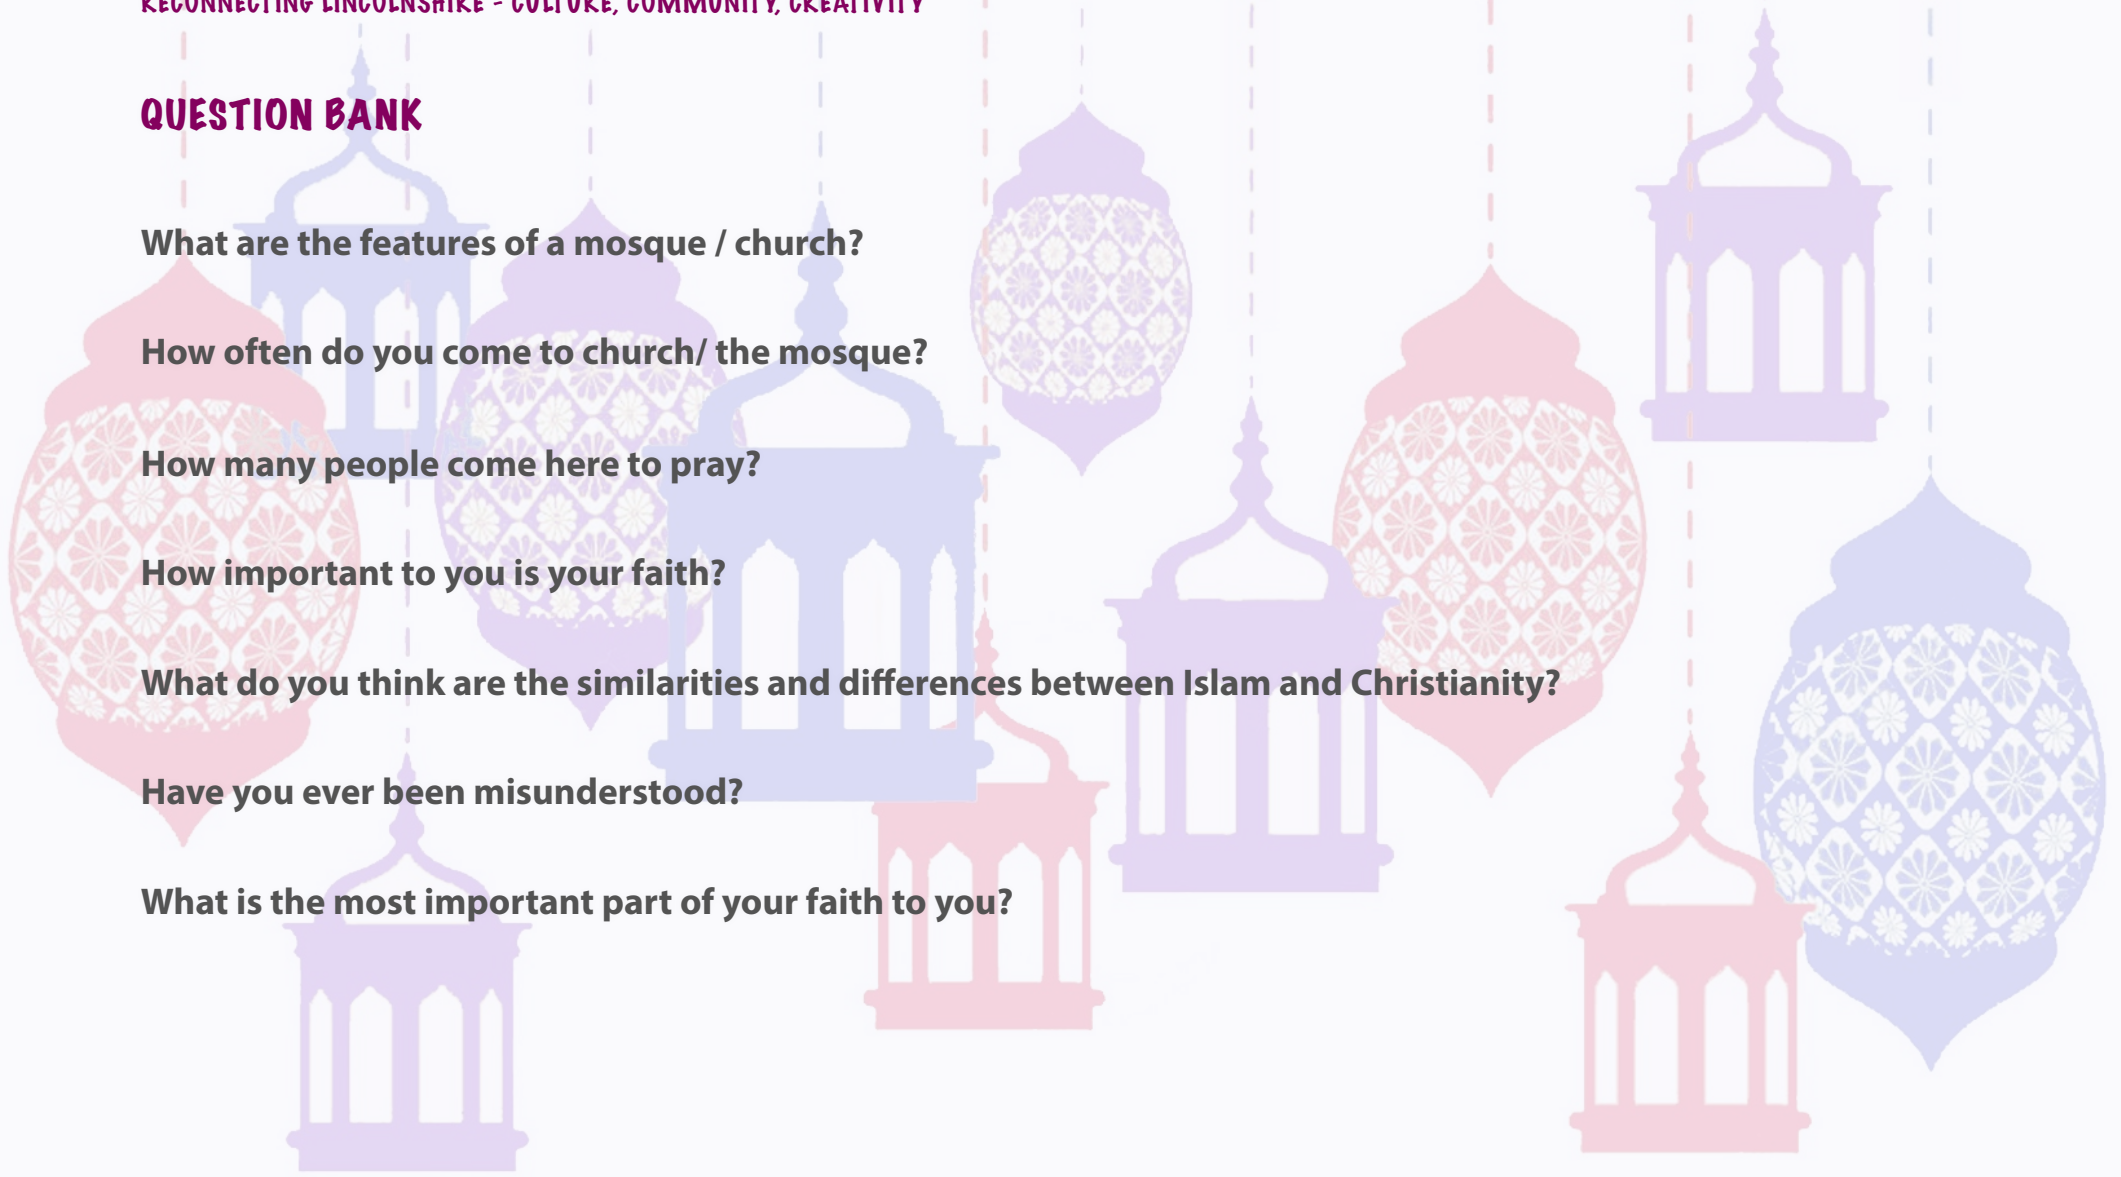 RECONNECTING LINCOLNSHIRE - CULTURE, COMMUNITY, CREATIVITY
QUESTION BANK
What are the features of a mosque / church?
How often do you come to church/ the mosque?
How many people come here to pray?
How important to you is your faith?
What do you think are the similarities and differences between Islam and Christianity?
Have you ever been misunderstood?
What is the most important part of your faith to you?